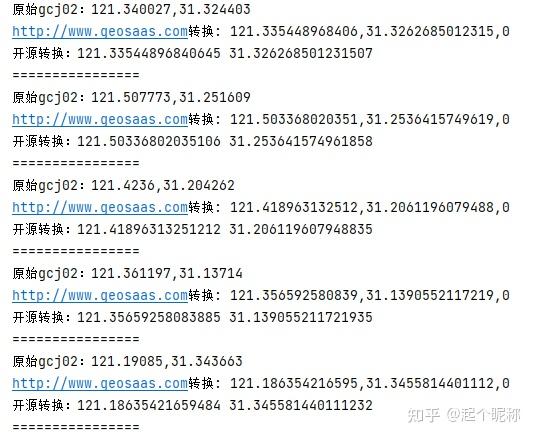 原始gcj02：121.340027,31.324403
http://www.geosaas.com转换: 121.335448968406,31.3262685012315,0
开源转换：121.33544896840645 31.326268501231507
================
原始gcj02：121.507773,31.251609
http://www.geosaas.com转换: 121.503368020351,31.2536415749619,0
开源转换：121.50336802035106 31.253641574961858
================
原始gcj02：121.4236,31.204262
http://www.geosaas.com转换: 121.418963132512,31.2061196079488,0
开源转换：121.41896313251212 31.206119607948835
================
原始gcj02：121.361197,31.13714
http://www.geosaas.com转换: 121.356592580839,31.1390552117219,0
开源转换：121.35659258083885 31.139055211721935
================
原始gcj02：121.19085,31.343663
http://www.geosaas.com转换: 121.186354216595,31.3455814401112,0
开源转换：121.18635421659484 31.345581440111232
================
知乎 @起个昵称